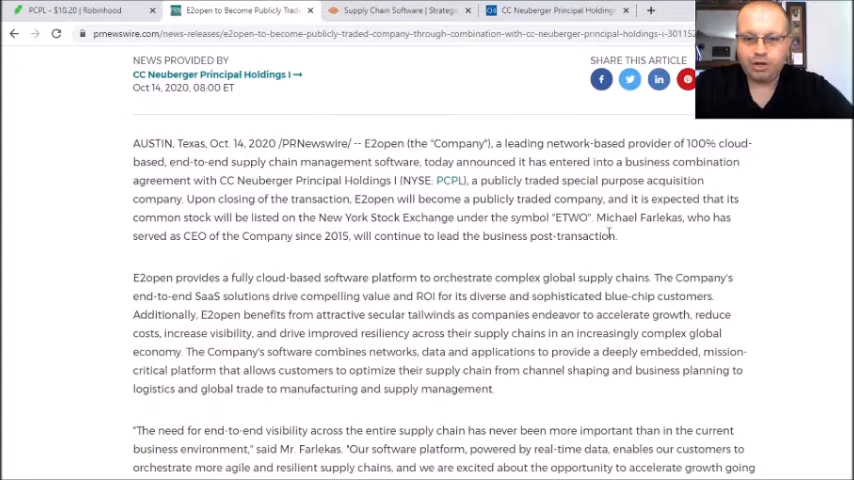 PCPL - $10.20 | Robinhood
E2open to Become Publicly Trade
Supply Chain Software | Strateg
CC Neuberger Principal Holdings
prnewswire.com/news-releases/e2open-to-become-publicly-traded-company-through-combination-with-cc-neuberger-principal-holdings-i-30115
NEWS PROVIDED BY
CC Neuberger Principal Holdings I
Oct 14, 2020, 08:00 ET
SHARE THIS ARTICLE
AUSTIN, Texas, Oct. 14, 2020 /PRNewswire/ -- E2open (the "Company"), a leading network-based provider of 100% cloud-
based, end-to-end supply chain management software, today announced it has entered into a business combination
agreement with CC Neuberger Principal Holdings I (NYSE: PCPL), a publicly traded special purpose acquisition
company. Upon closing of the transaction, E2open will become a publicly traded company, and it is expected that its
common stock will be listed on the New York Stock Exchange under the symbol "ETWO". Michael Farlekas, who has
served as CEO of the Company since 2015, will continue to lead the business post-transaction.
E2open provides a fully cloud-based software platform to orchestrate complex global supply chains. The Company's
end-to-end SaaS solutions drive compelling value and ROI for its diverse and sophisticated blue-chip customers.
Additionally, E2open benefits from attractive secular tailwinds as companies endeavor to accelerate growth, reduce
costs, increase visibility, and drive improved resiliency across their supply chains in an increasingly complex global
economy. The Company's software combines networks, data and applications to provide a deeply embedded, mission-
critical platform that allows customers to optimize their supply chain from channel shaping and business planning to
logistics and global trade to manufacturing and supply management.
"The need for end-to-end visibility across the entire supply chain has never been more important than in the current
business environment," said Mr. Farlekas. "Our software platform, powered by real-time data, enables our customers to
orchestrate more agile and resilient supply chains, and we are excited about the opportunity to accelerate growth going